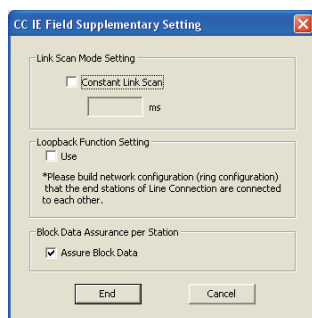 CC IE Field Supplementary Setting
Link Scan Mode Setting
Constant Link Scan
ms
Loopback Function Setting
Use
*Please build network configuration (ring configuration)
that the end stations of Line Connection are connected
to each other.
Block Data Assurance per Station
Assure Block Data
End
Cancel